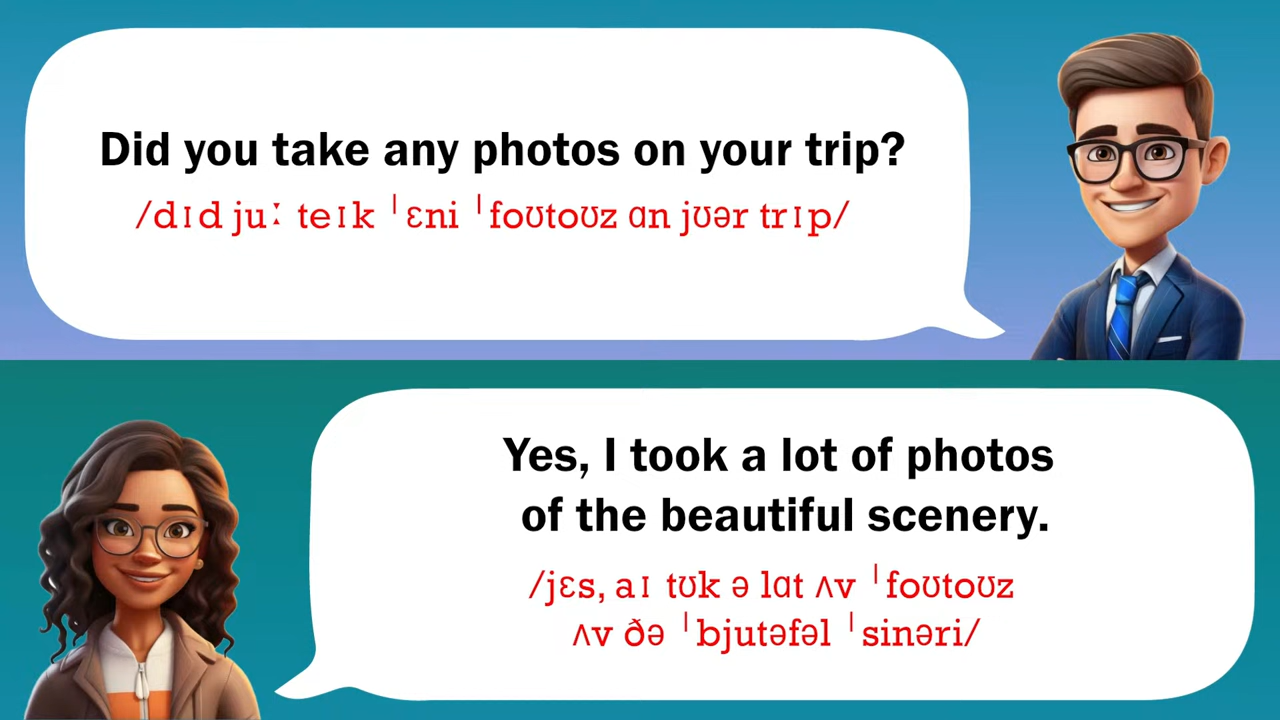 Did you take any photos on your trip?
/dɪd juː teɪk ˈɛni ˈfoʊtoʊz ɑn jʊər trɪp/
Yes, I took a lot of photos
of the beautiful scenery.
/jɛs, aɪ tʊk ə lɑt ʌv ˈfoʊtoʊz
ʌv ðə ˈbjutəfəl ˈsinəri/